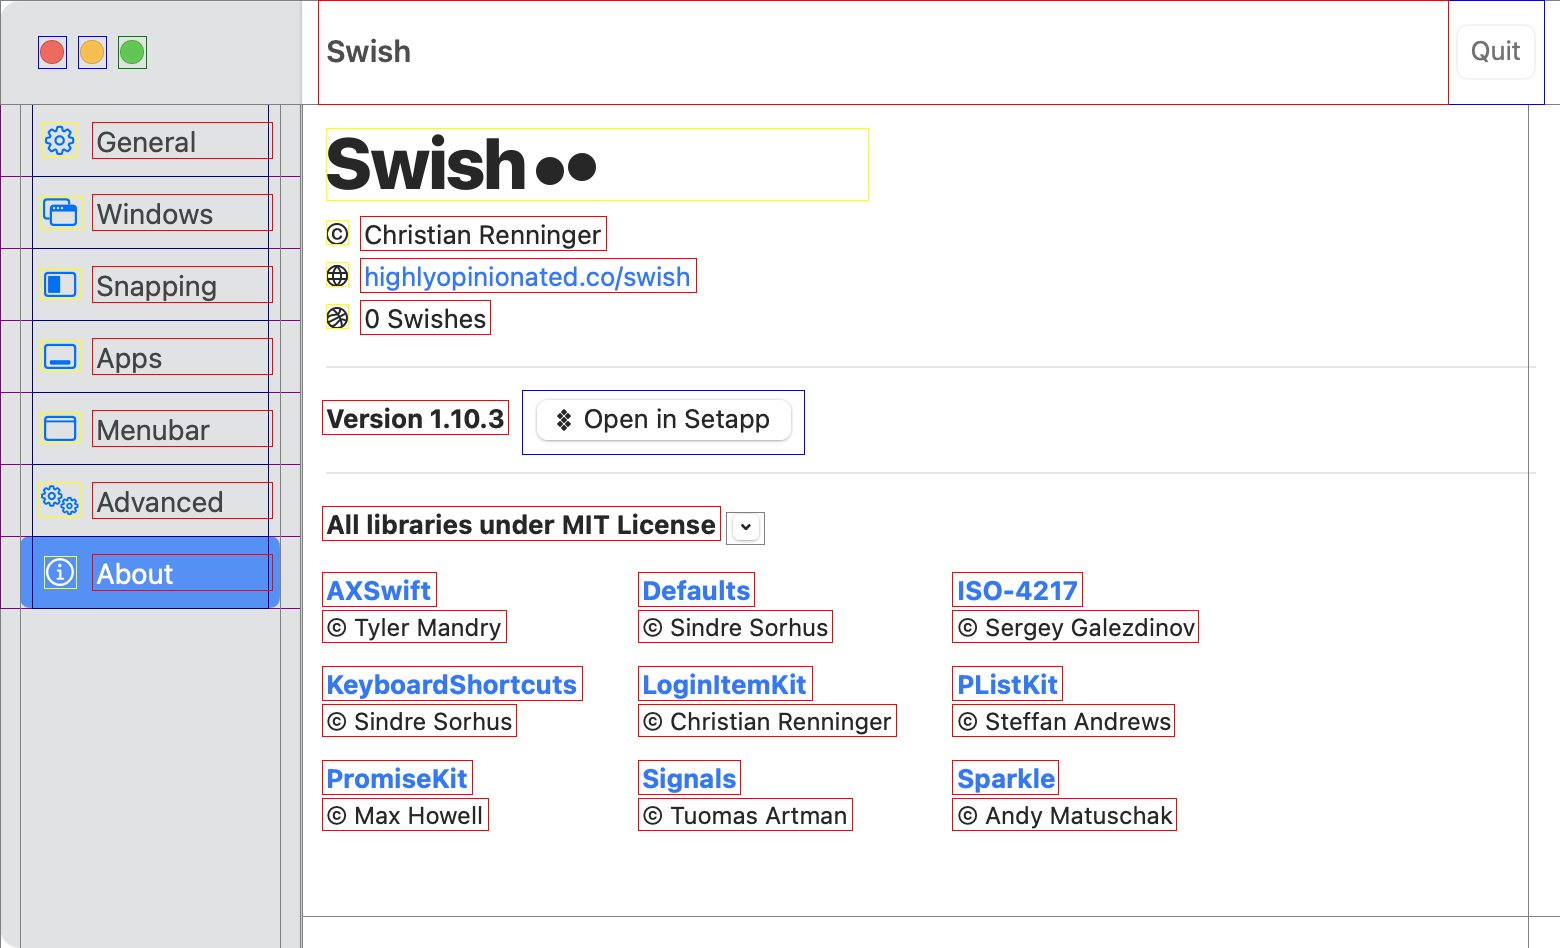 Swish
Quit
General
Windows
Snapping
Apps
Menubar
Advanced
About
Swish
© Christian Renninger
highlyopinionated.co/swish
0 Swishes
Version 1.10.3
Open in Setapp
All libraries under MIT License
AXSwift
© Tyler Mandry
Defaults
© Sindre Sorhus
ISO-4217
© Sergey Galezdinov
KeyboardShortcuts
© Sindre Sorhus
LoginItemKit
© Christian Renninger
PListKit
© Steffan Andrews
PromiseKit
© Max Howell
Signals
© Tuomas Artman
Sparkle
© Andy Matuschak